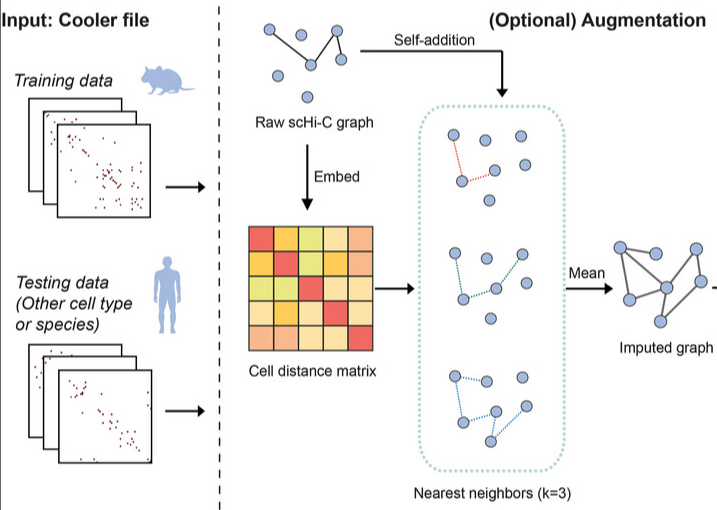 Input: Cooler file
Training data
Testing data
(Other cell type
or species)
(Optional) Augmentation
Self-addition
Raw scHi-C graph
Embed
Cell distance matrix
Nearest neighbors (k=3)
Mean
Imputed graph